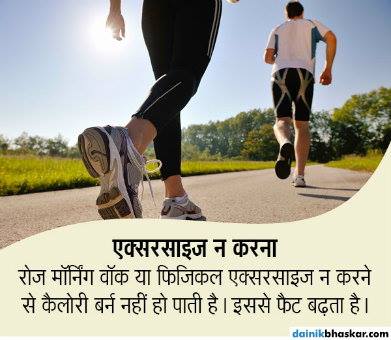 एक्सरसाइज न करना
रोज मॉर्निंग वॉक या फिजिकल एक्सरसाइज न करने
से कैलोरी बर्न नहीं हो पाती है। इससे फैट बढ़ता है।
dainikbhaskar.com